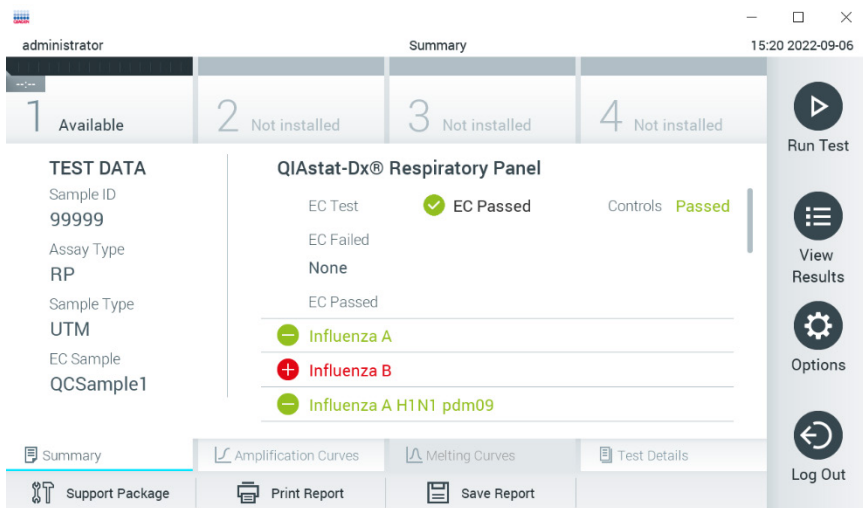 administrator
Summary
15:20 2022-09-06
--:--
1 Available
2 Not installed
3 Not installed
4 Not installed
Run Test
TEST DATA
Sample ID
99999
Assay Type
RP
Sample Type
UTM
EC Sample
QCSample1
QIAstat-Dx® Respiratory Panel
EC Test EC Passed Controls Passed
EC Failed
None
EC Passed
Influenza A
Influenza B
Influenza A H1N1 pdm09
View
Results
Options
Log Out
Summary
Amplification Curves
Melting Curves
Test Details
Support Package
Print Report
Save Report